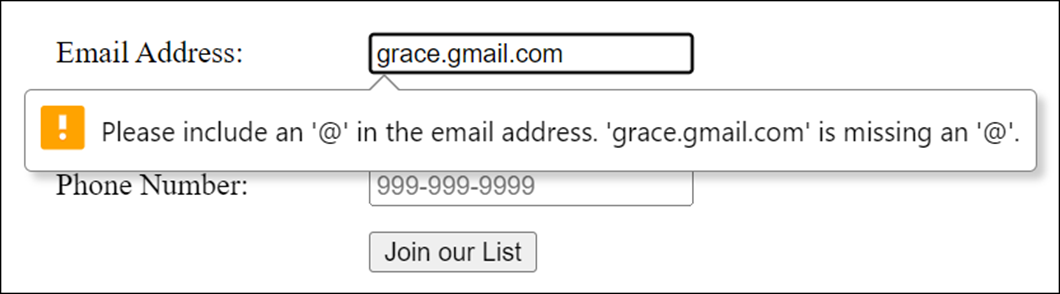 Email Address:
grace.gmail.com
Please include an '@' in the email address. 'grace.gmail.com' is missing an '@'.
Phone Number:
999-999-9999
Join our List